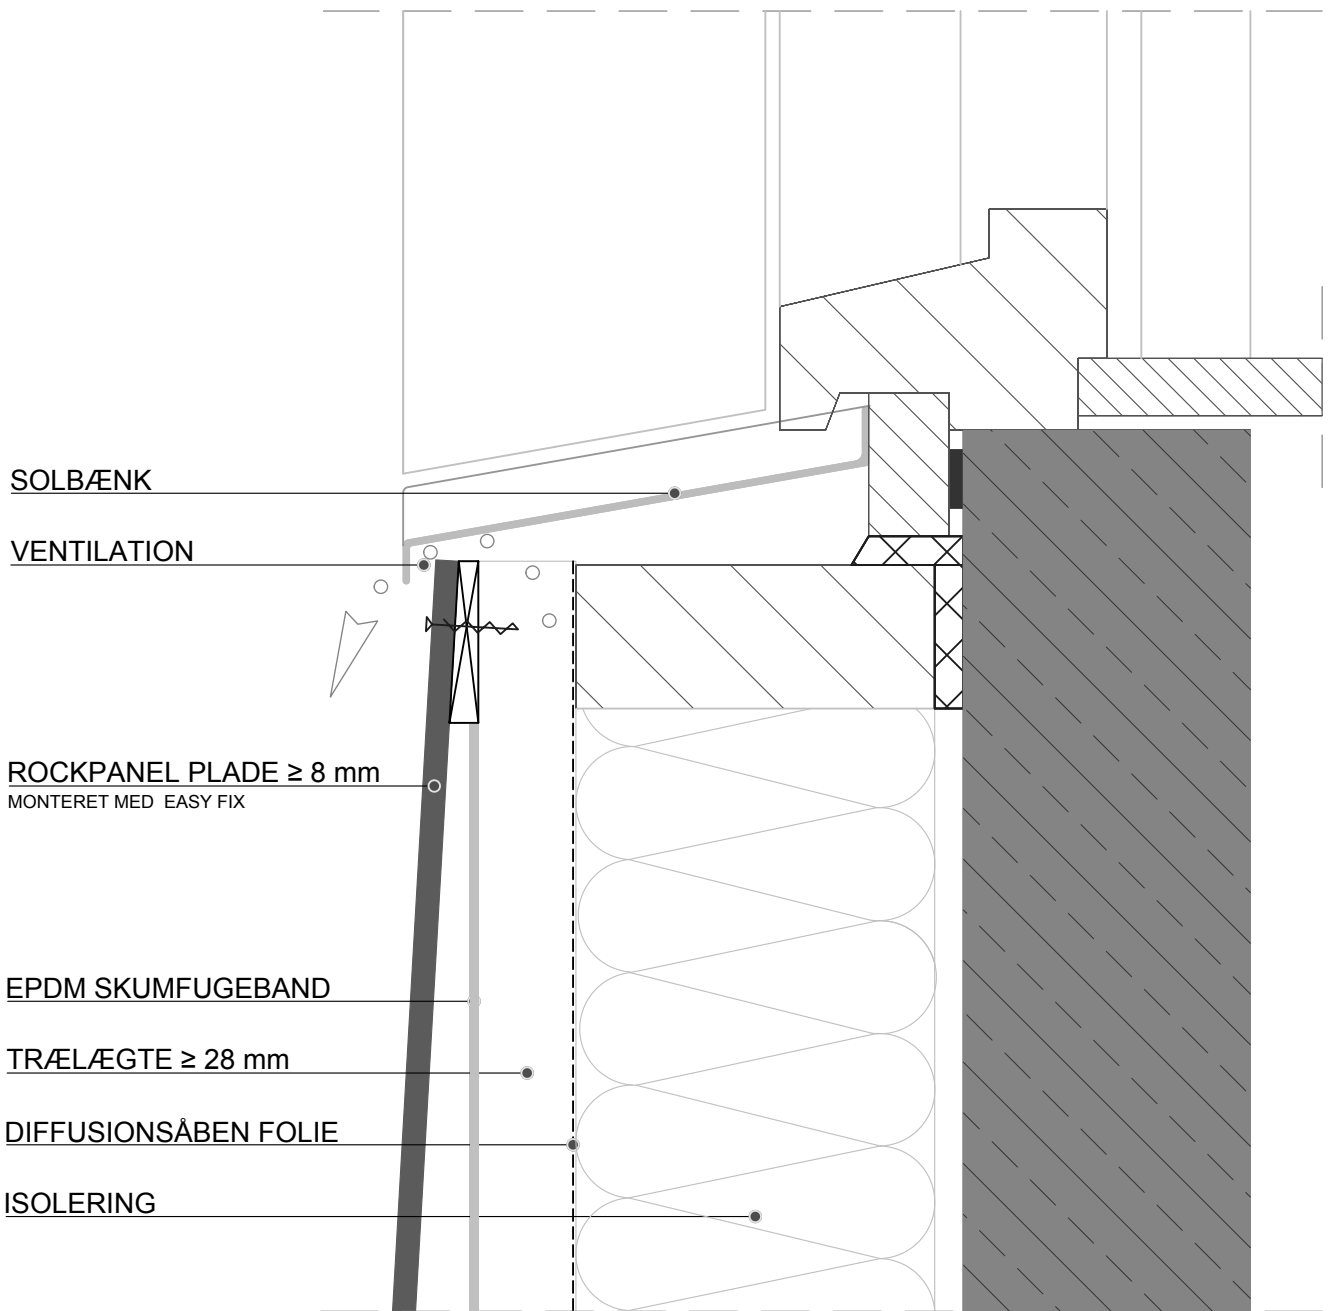 SOLBÆNK
VENTILATION
ROCKPANEL PLADE ≥ 8 mm
MONTERET MED EASY FIX
EPDM SKUMFUGEBAND
TRÆLÆGTE ≥ 28 mm
DIFFUSIONSÅBEN FOLIE
ISOLERING